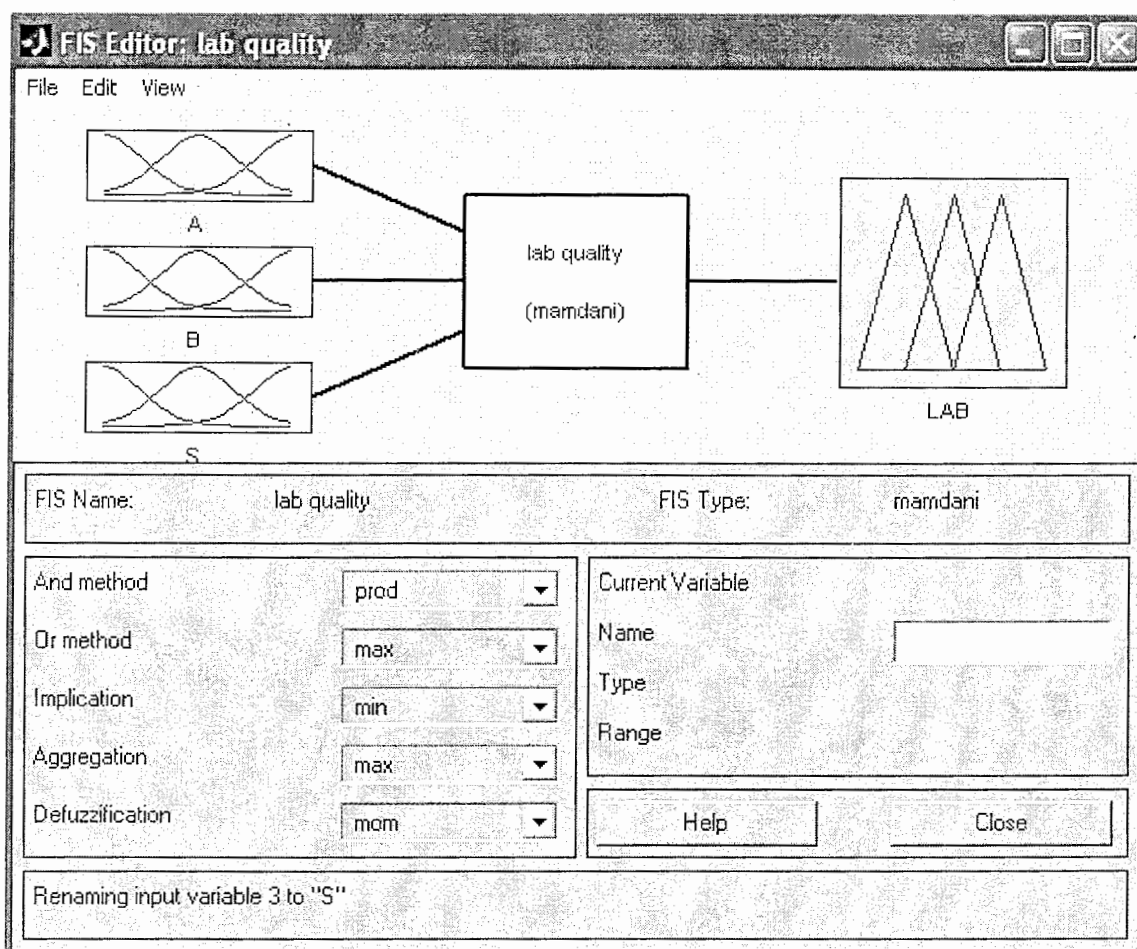 FIS Editor: lab quality
File Edit View
A
B
S
lab quality
(mamdani)
LAB
FIS Name: lab quality FIS Type: mamdani
And method prod
Or method max
Implication min
Aggregation max
Defuzzification mom
Current Variable
Name
Type
Range
Help Close
Renaming input variable 3 to "S"